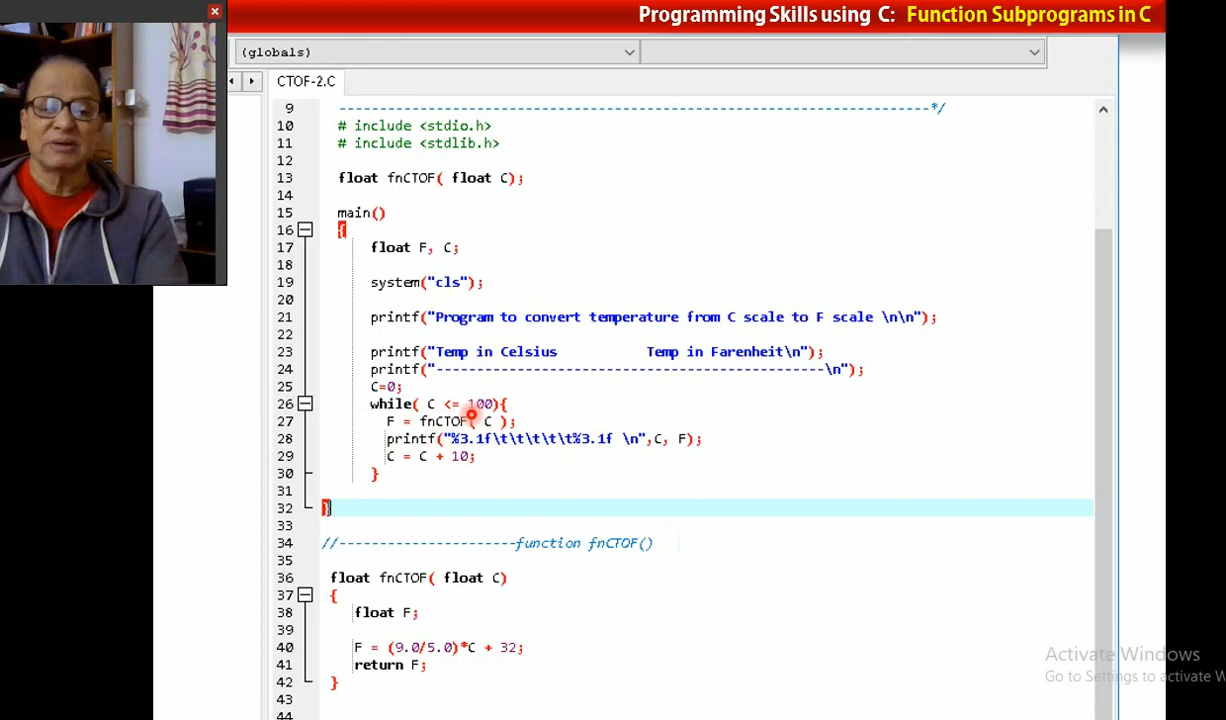 Programming Skills using C: Function Subprograms in C
(globals)
CTOF-2.C
9 -------------------------------------------------------------------------*/
10 # include <stdio.h>
11 # include <stdlib.h>
12
13 float fnCTOF( float C);
14
15 main()
16 {
17 float F, C;
18
19 system("cls");
20
21 printf("Program to convert temperature from C scale to F scale \n\n");
22
23 printf("Temp in Celsius           Temp in Farenheit\n");
24 printf("------------------------------------------------\n");
25 C=0;
26 while( C <= 100){
27 F = fnCTOF( C );
28 printf("%3.1f\t\t\t\t\t%3.1f \n",C, F);
29 C = C + 10;
30 }
31
32 }
33
34 //----------------------function fnCTOF()
35
36 float fnCTOF( float C)
37 {
38 float F;
39
40 F = (9.0/5.0)*C + 32;
41 return F;
42 }
43
44
Activate Windows
Go to Settings to activate W